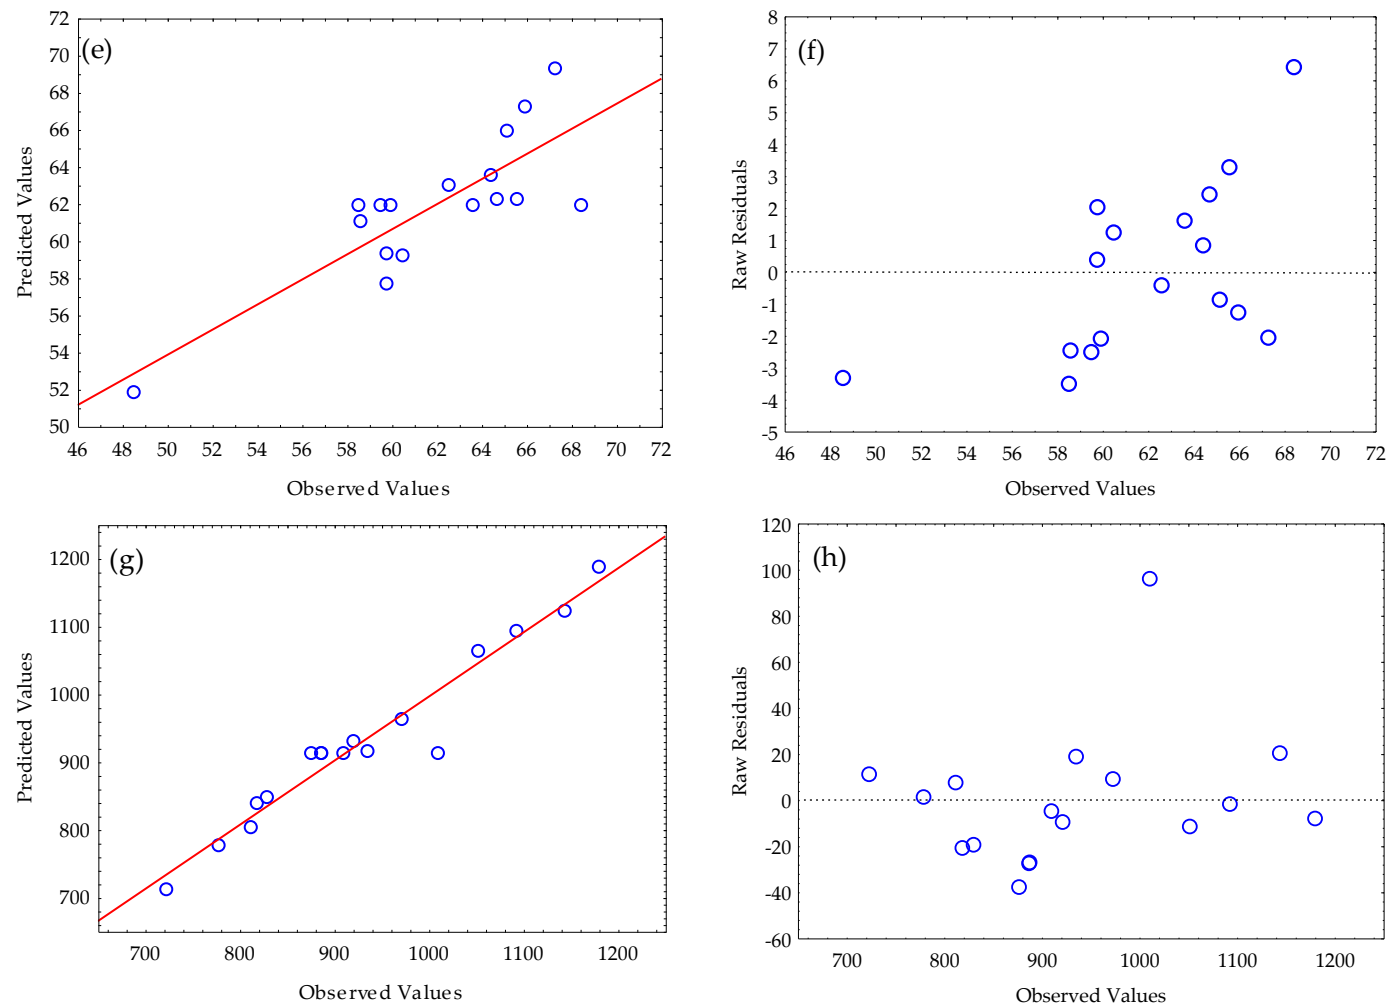 (e)
72
70
68
66
64
62
60
58
56
54
52
50
Predicted Values
46 48 50 52 54 56 58 60 62 64 66 68 70 72
Observed Values
(f)
8
7
6
5
4
3
2
1
0
-1
-2
-3
-4
-5
Raw Residuals
46 48 50 52 54 56 58 60 62 64 66 68 70 72
Observed Values
(g)
1200
1100
1000
900
800
700
Predicted Values
700 800 900 1000 1100 1200
Observed Values
(h)
120
100
80
60
40
20
0
-20
-40
-60
Raw Residuals
700 800 900 1000 1100 1200
Observed Values